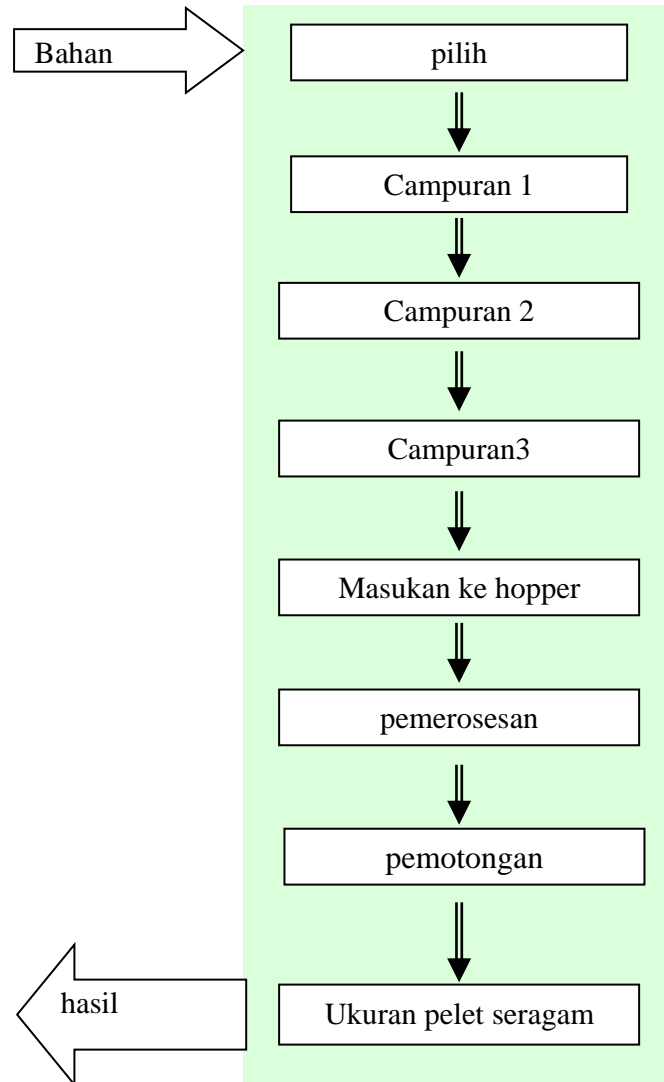 Bahan
pilih
Campuran 1
Campuran 2
Campuran3
Masukan ke hopper
pemerosesan
pemotongan
Ukuran pelet seragam
hasil